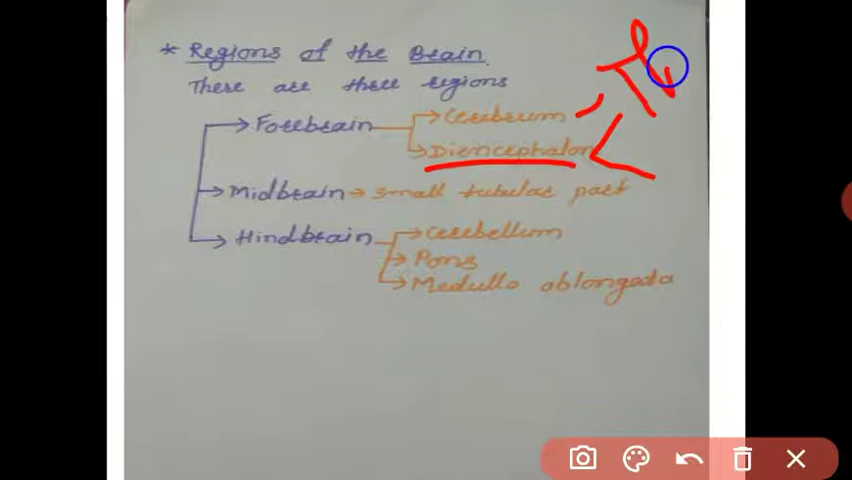 * Regions of the Brain
There are three regions
Forebrain
Cerebrum
Diencephalon
Midbrain → small tubular part
Hindbrain
Cerebellum
Pons
Medulla oblongata